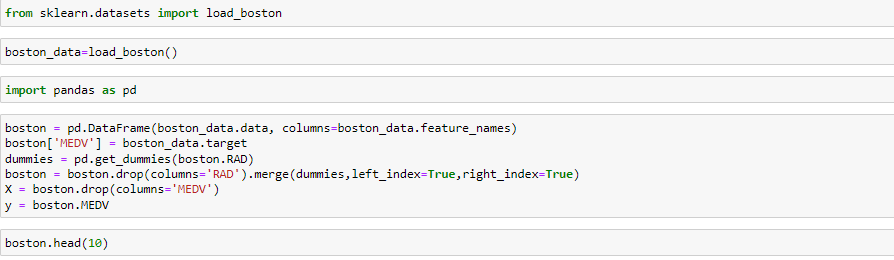 from sklearn.datasets import load_boston
boston_data=load_boston()
import pandas as pd
boston = pd.DataFrame(boston_data.data, columns=boston_data.feature_names)
boston['MEDV'] = boston_data.target
dummies = pd.get_dummies(boston.RAD)
boston = boston.drop(columns='RAD').merge(dummies,left_index=True,right_index=True)
X = boston.drop(columns='MEDV')
y = boston.MEDV
boston.head(10)